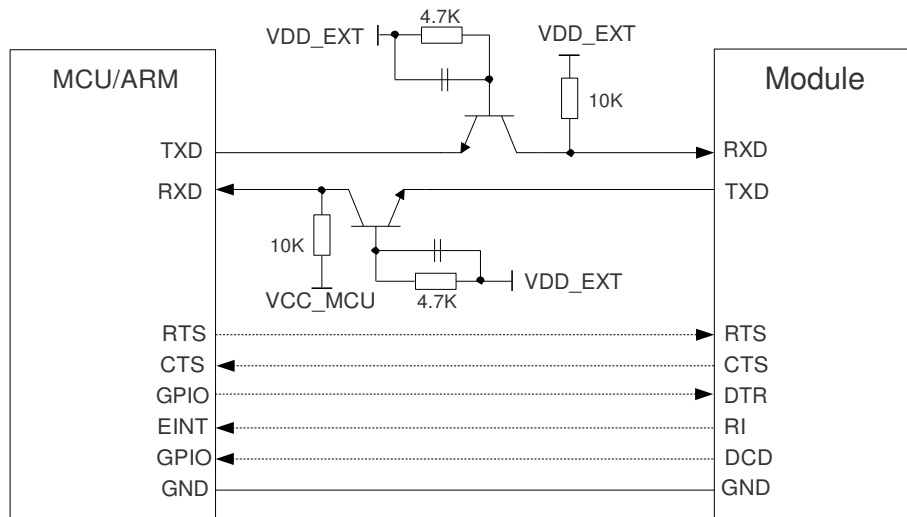 4.7K
VDD_EXT
VDD_EXT
MCU/ARM
Module
10K
TXD
RXD
RXD
TXD
10K
VCC_MCU
4.7K
VDD_EXT
RTS
RTS
CTS
CTS
GPIO
DTR
EINT
RI
GPIO
DCD
GND
GND